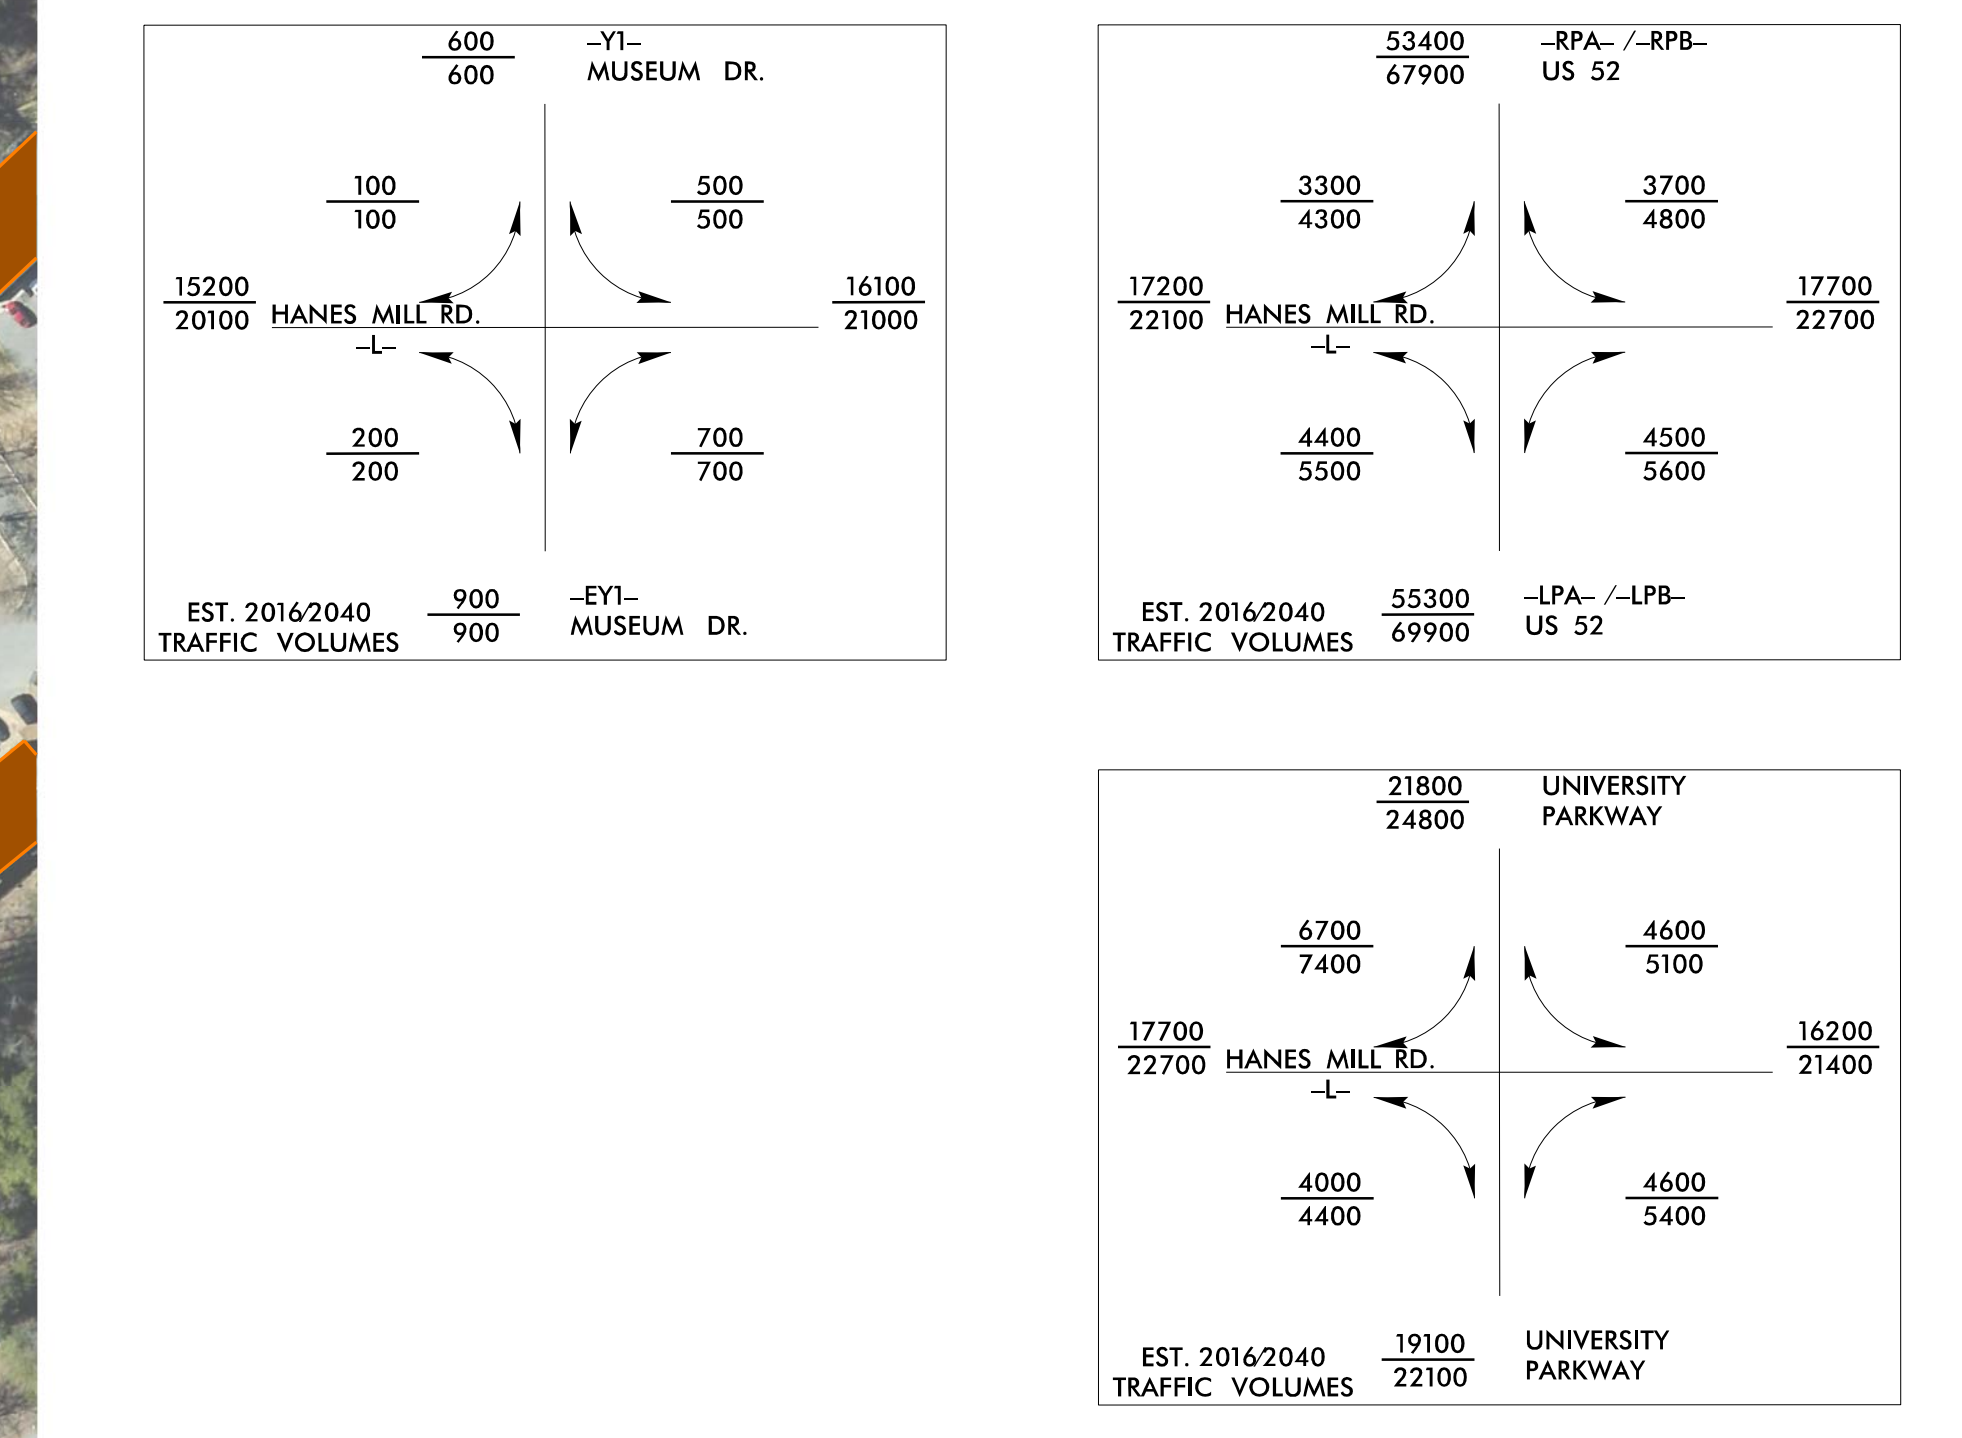 600
600
–Y1–
MUSEUM DR.
100
100
500
500
15200
20100
HANES MILL RD.
–L–
16100
21000
200
200
700
700
EST. 2016/2040
TRAFFIC VOLUMES
900
900
–EY1–
MUSEUM DR.
53400
67900
–RPA– /–RPB–
US 52
3300
4300
3700
4800
17200
22100
HANES MILL RD.
–L–
17700
22700
4400
5500
4500
5600
EST. 2016/2040
TRAFFIC VOLUMES
55300
69900
–LPA– /–LPB–
US 52
21800
24800
UNIVERSITY
PARKWAY
6700
7400
4600
5100
17700
22700
HANES MILL RD.
–L–
16200
21400
4000
4400
4600
5400
EST. 2016/2040
TRAFFIC VOLUMES
19100
22100
UNIVERSITY
PARKWAY